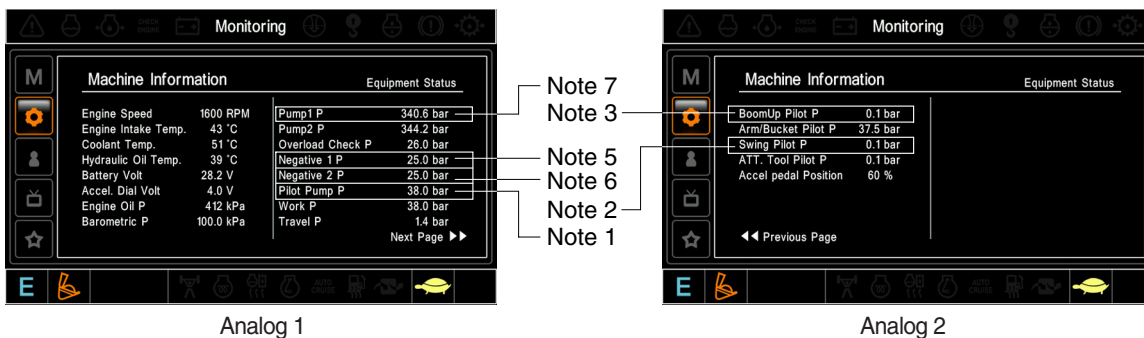 CHECK
ENGINE
Monitoring
M
Machine Information
Equipment Status
Engine Speed 1600 RPM
Engine Intake Temp. 43 ˚C
Coolant Temp. 51 ˚C
Hydraulic Oil Temp. 39 ˚C
Battery Volt 28.2 V
Accel. Dial Volt 4.0 V
Engine Oil P 412 kPa
Barometric P 100.0 kPa
Pump1 P 340.6 bar
Pump2 P 344.2 bar
Overload Check P 26.0 bar
Negative 1 P 25.0 bar
Negative 2 P 25.0 bar
Pilot Pump P 38.0 bar
Work P 38.0 bar
Travel P 1.4 bar
Next Page ▶▶
E
AUTO
CRUISE
Analog 1
Note 7
Note 3
Note 5
Note 6
Note 2
Note 1
CHECK
ENGINE
Monitoring
M
Machine Information
Equipment Status
BoomUp Pilot P 0.1 bar
Arm/Bucket Pilot P 37.5 bar
Swing Pilot P 0.1 bar
ATT. Tool Pilot P 0.1 bar
Accel pedal Position 60 %
◀◀ Previous Page
E
AUTO
CRUISE
Analog 2